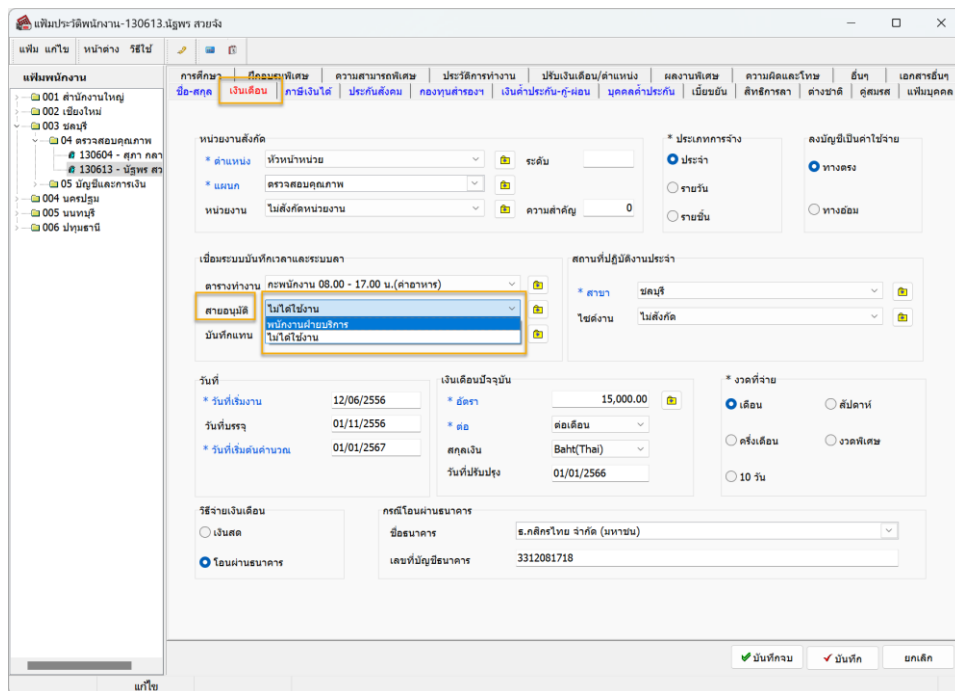 แฟ้มประวัติพนักงาน-130613.นัฐพร สวยจัง
แฟ้ม แก้ไข หน้าต่าง วิธีใช้
แฟ้มพนักงาน
001 สำนักงานใหญ่
002 เชียงใหม่
003 ชลบุรี
04 ตรวจสอบคุณภาพ
130604 - สุภา กลา
130613 - นัฐพร สว
05 บัญชีและการเงิน
004 นครปฐม
005 นนทบุรี
006 ปทุมธานี
การศึกษา ฝึกอบรมพิเศษ ความสามารถพิเศษ ประวัติการทำงาน ปรับเงินเดือน/ตำแหน่ง ผลงานพิเศษ ความผิดและโทษ อื่นๆ เอกสารอื่นๆ
ชื่อ-สกุล เงินเดือน ภาษีเงินได้ ประกันสังคม กองทุนสำรองฯ เงินค้ำประกัน-กู้-ผ่อน บุคคลค้ำประกัน เบี้ยขยัน สิทธิการลา ต่างชาติ คู่สมรส แฟ้มบุคคล
หน่วยงานสังกัด * ประเภทการจ้าง ลงบัญชีเป็นค่าใช้จ่าย
* ตำแหน่ง หัวหน้าหน่วย ระดับ ประจำ ทางตรง
* แผนก ตรวจสอบคุณภาพ รายวัน
หน่วยงาน ไม่สังกัดหน่วยงาน ความสำคัญ 0 รายชิ้น ทางอ้อม
เชื่อมระบบบันทึกเวลาและระบบลา สถานที่ปฏิบัติงานประจำ
ตารางทำงาน กะพนักงาน 08.00 - 17.00 น.(ค่าอาหาร) * สาขา ชลบุรี
สายอนุมัติ ไม่ได้ใช้งาน ไซต์งาน ไม่สังกัด
พนักงานฝ่ายบริการ
บันทึกแทน ไม่ได้ใช้งาน
วันที่ เงินเดือนปัจจุบัน * งวดที่จ่าย
* วันที่เริ่มงาน 12/06/2556 * อัตรา 15,000.00 เดือน สัปดาห์
วันที่บรรจุ 01/11/2556 * ต่อ ต่อเดือน
* วันที่เริ่มต้นคำนวณ 01/01/2567 สกุลเงิน Baht(Thai) ครึ่งเดือน งวดพิเศษ
วันที่ปรับปรุง 01/01/2566 10 วัน
วิธีจ่ายเงินเดือน กรณีโอนผ่านธนาคาร
เงินสด ชื่อธนาคาร ธ.กสิกรไทย จำกัด (มหาชน)
โอนผ่านธนาคาร เลขที่บัญชีธนาคาร 3312081718
บันทึกจบ บันทึก ยกเลิก
แก้ไข